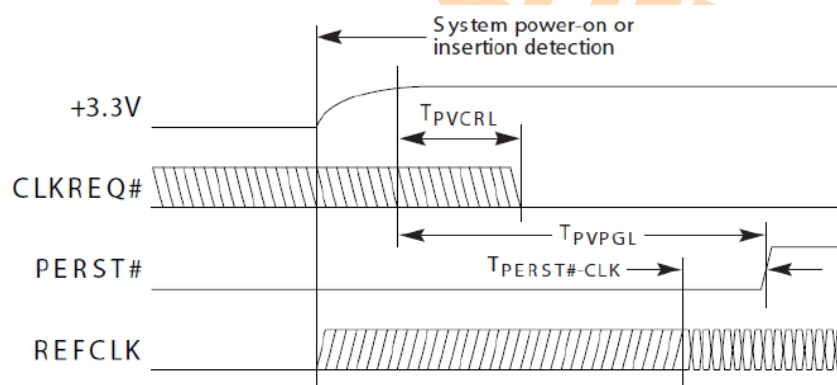 System power-on or
insertion detection
+3.3V
TPVCRL
CLKREQ#
TPVPGL
PERST#
TPERST#-CLK
REFCLK